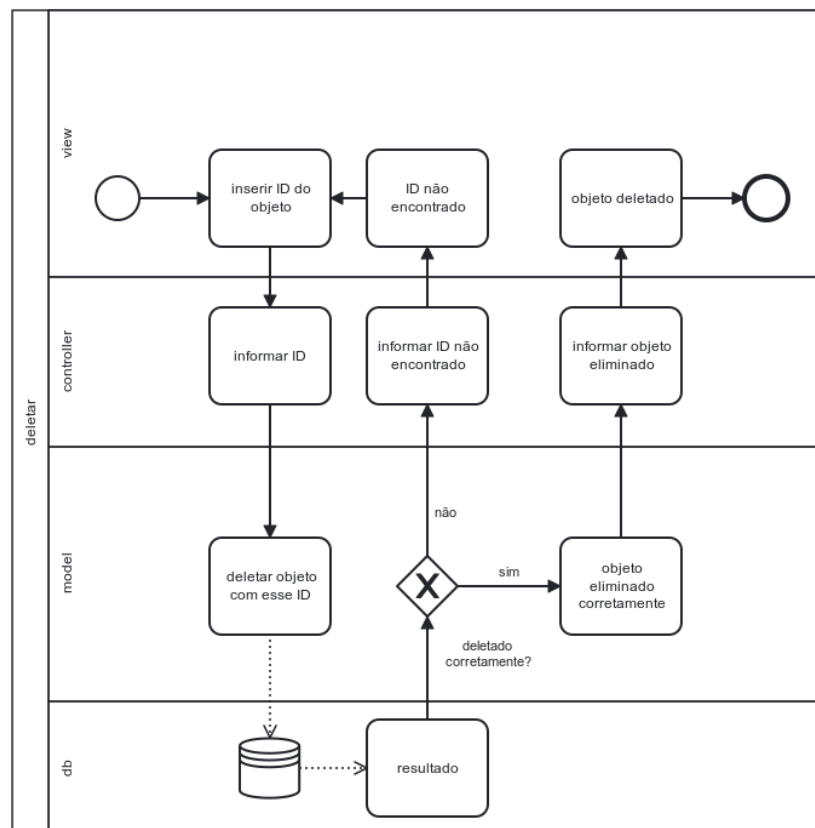 deletar
view
inserir ID do
objeto
ID não
encontrado
objeto deletado
controller
informar ID
informar ID não
encontrado
informar objeto
eliminado
model
não
deletar objeto
com esse ID
sim
objeto
eliminado
corretamente
deletado
corretamente?
db
resultado